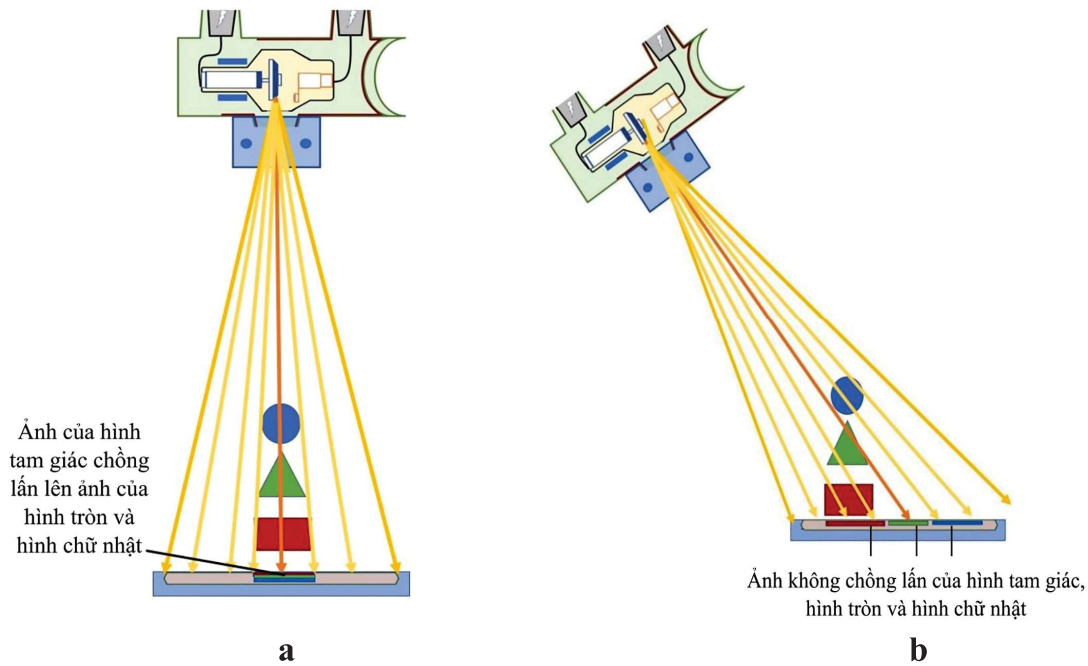 Ảnh của hình
tam giác chồng
lấn lên ảnh của
hình tròn và
hình chữ nhật
Ảnh không chồng lấn của hình tam giác,
hình tròn và hình chữ nhật
a
b